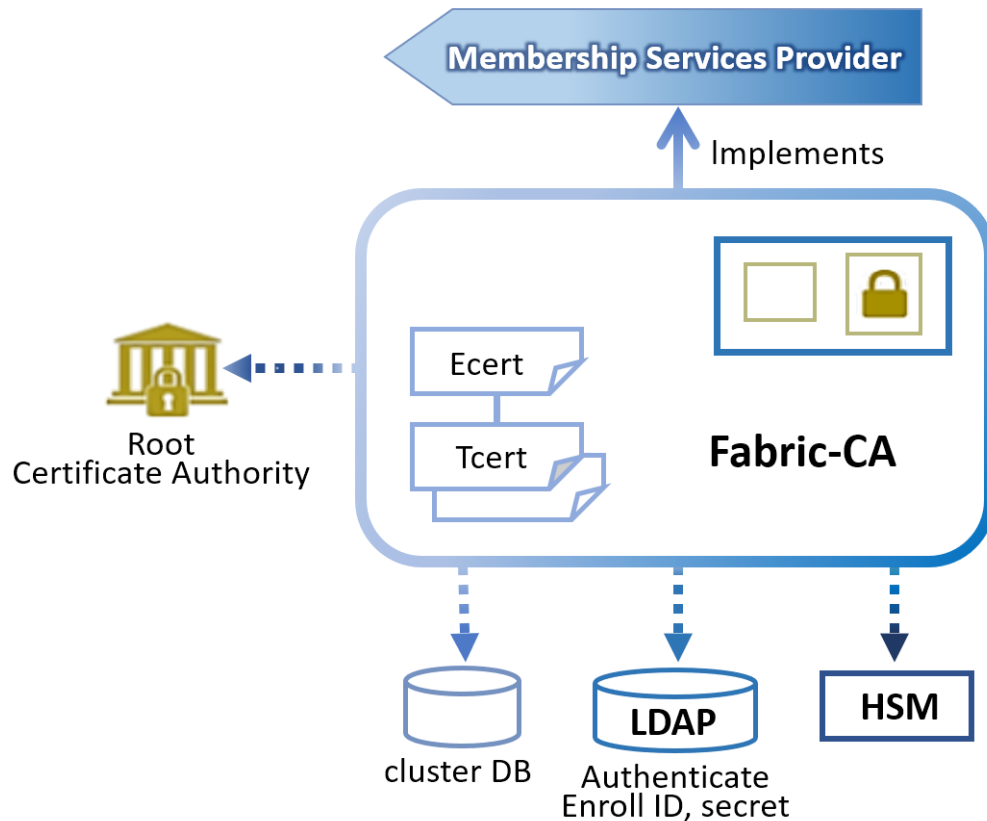 Membership Services Provider
Implements
Ecert
Tcert
Fabric-CA
Root
Certificate Authority
cluster DB
LDAP
Authenticate
Enroll ID, secret
HSM